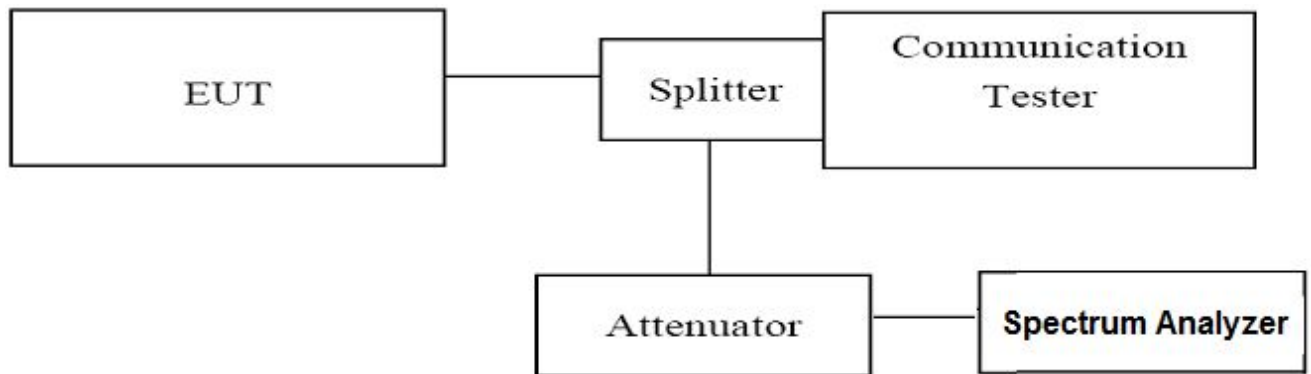 EUT
Splitter
Communication
Tester
Attenuator
Spectrum Analyzer